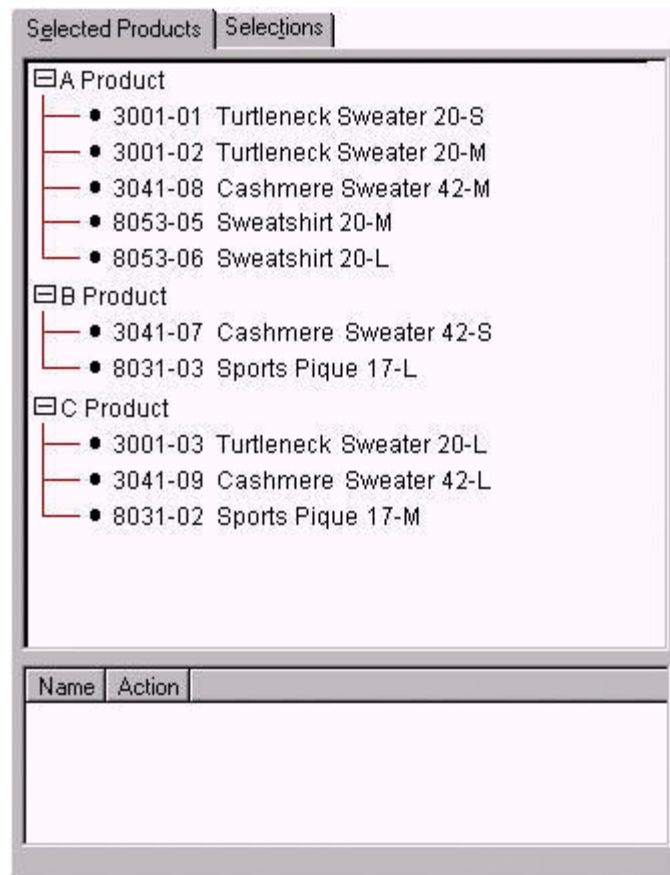 Selected Products Selections
A Product
3001-01 Turtleneck Sweater 20-S
3001-02 Turtleneck Sweater 20-M
3041-08 Cashmere Sweater 42-M
8053-05 Sweatshirt 20-M
8053-06 Sweatshirt 20-L
B Product
3041-07 Cashmere Sweater 42-S
8031-03 Sports Pique 17-L
C Product
3001-03 Turtleneck Sweater 20-L
3041-09 Cashmere Sweater 42-L
8031-02 Sports Pique 17-M
Name Action